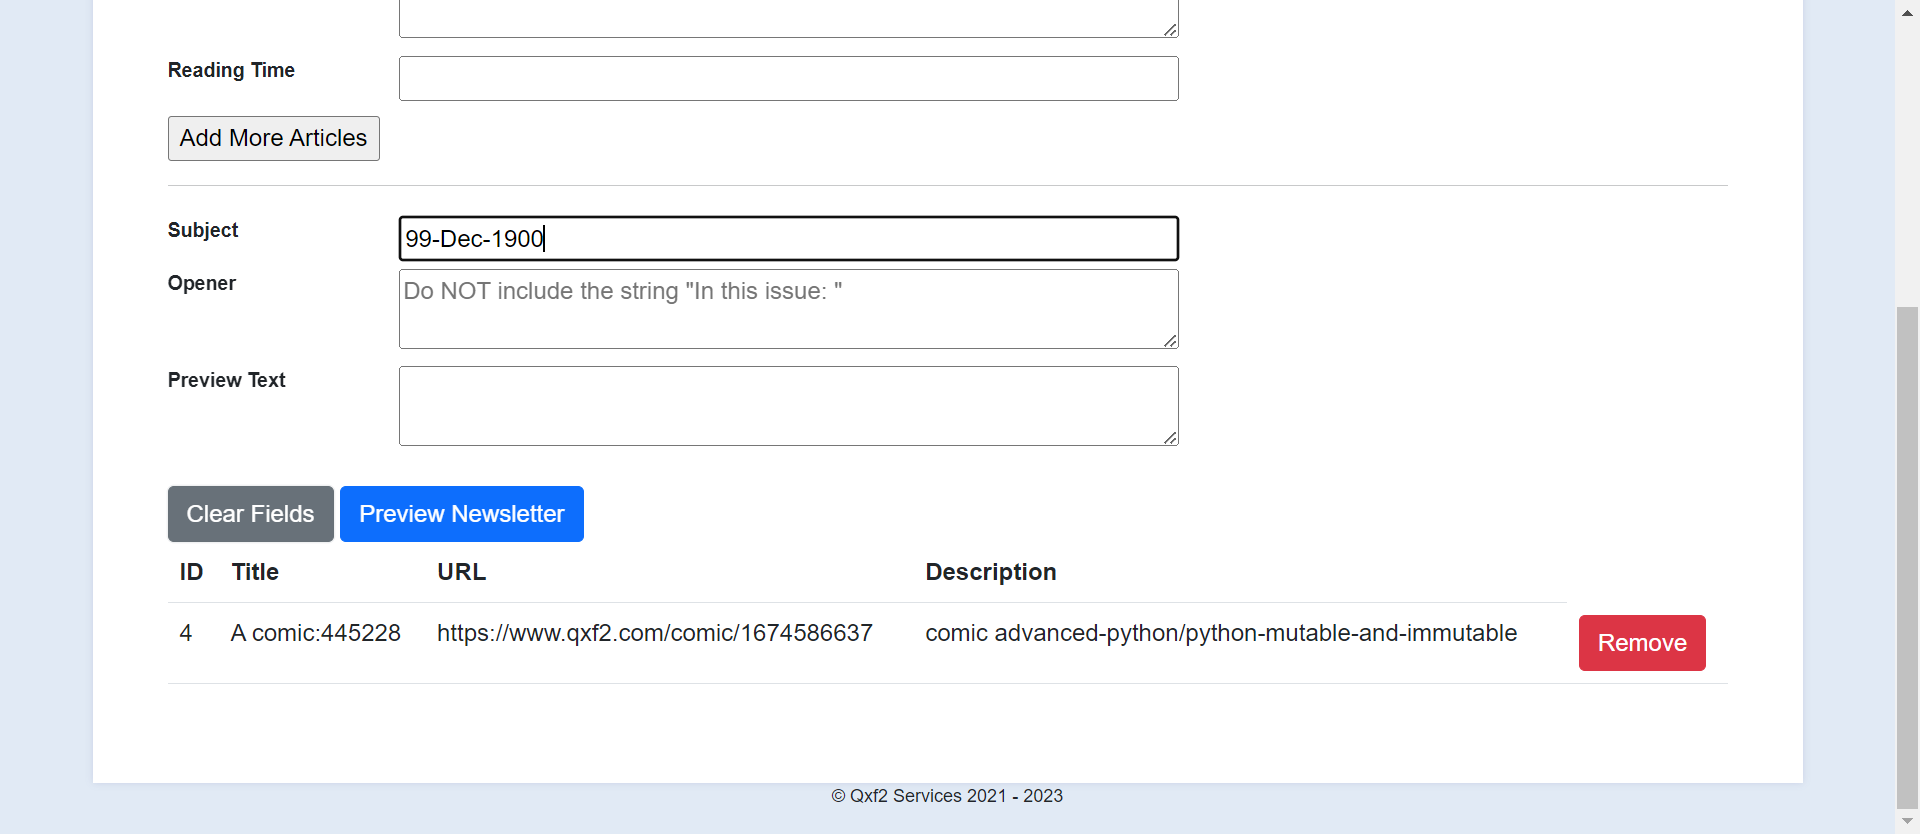 Reading Time
Add More Articles
Subject 99-Dec-1900
Opener Do NOT include the string "In this issue: "
Preview Text
Clear Fields Preview Newsletter
ID Title URL Description
4 A comic:445228 https://www.qxf2.com/comic/1674586637 comic advanced-python/python-mutable-and-immutable Remove
© Qxf2 Services 2021 - 2023